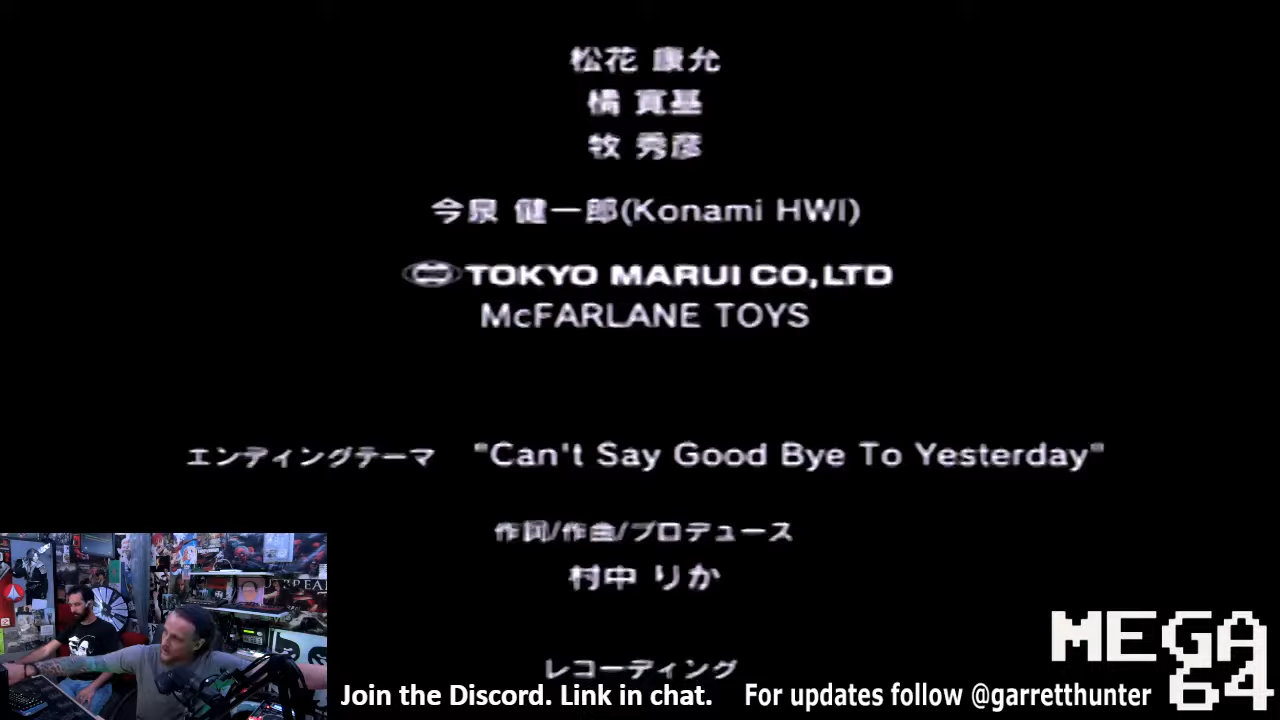 松花 康允
橘 寛基
牧 秀彦
今泉 健一郎(Konami HWI)
TOKYO MARUI CO,LTD
McFARLANE TOYS
エンディングテーマ "Can't Say Good Bye To Yesterday"
作詞/作曲/プロデュース
村中 りか
レコーディング
MEGA
64
Join the Discord. Link in chat. For updates follow @garretthunter